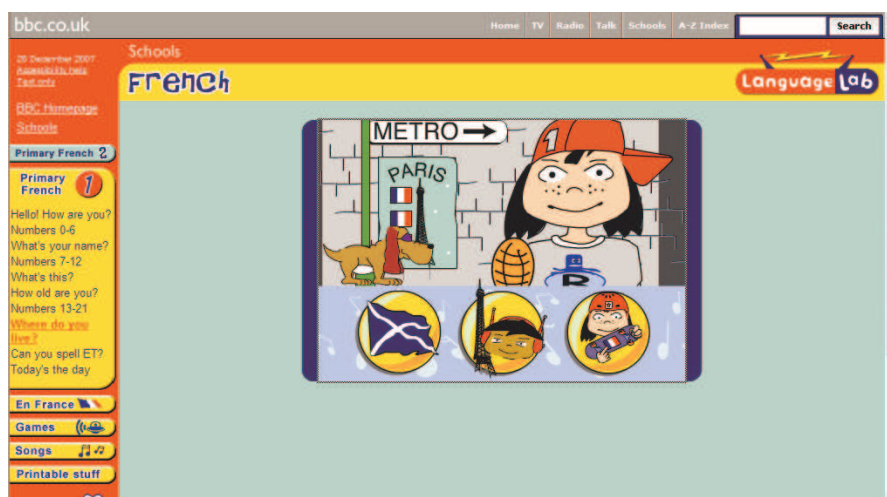 bbc.co.uk
Home TV Radio Talk Schools A-Z Index Search
28 December 2007
Accessibility help
Text only
BBC Homepage
Schools
Primary French 2
Primary
French 1
Hello! How are you?
Numbers 0-6
What's your name?
Numbers 7-12
What's this?
How old are you?
Numbers 13-21
Where do you
live?
Can you spell ET?
Today's the day
En France
Games
Songs
Printable stuff
Schools
French
Language Lab
METRO
PARIS
1
R